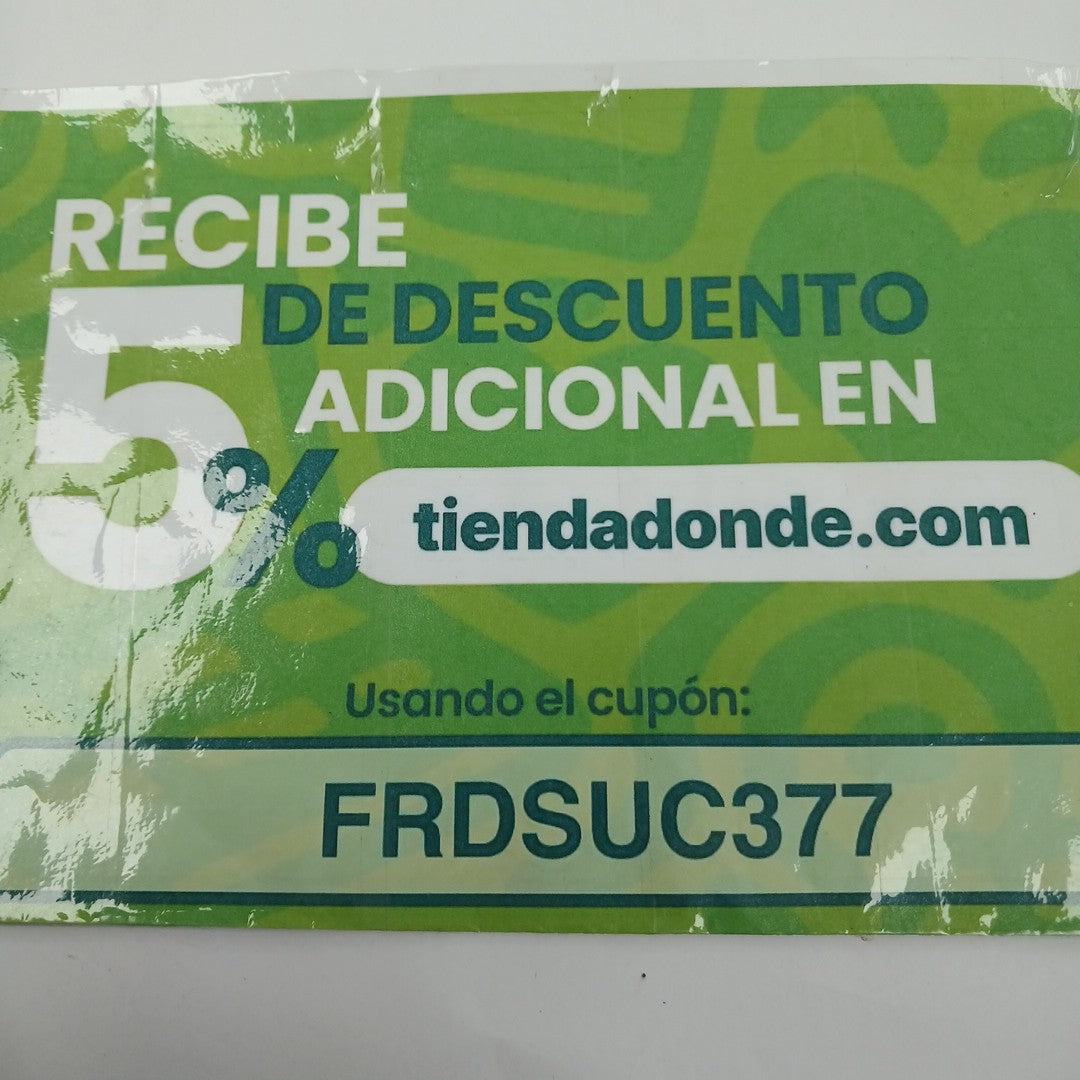 RECIBE
5% DE DESCUENTO
ADICIONAL EN
tiendadonde.com
Usando el cupón:
FRDSUC377